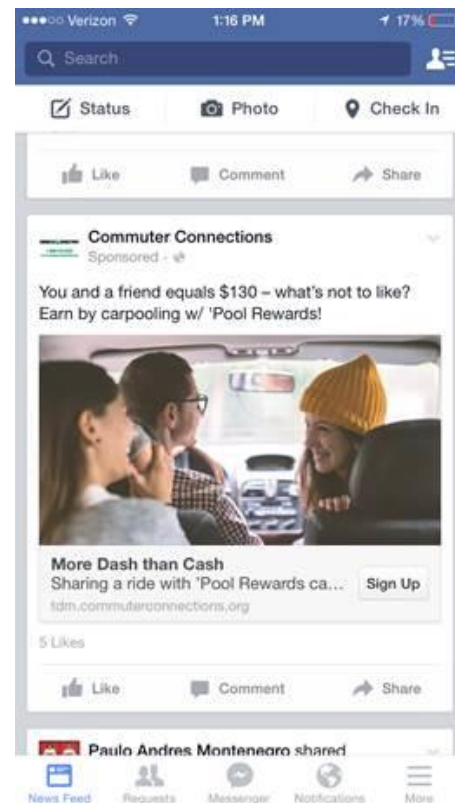 Verizon 1:16 PM 17%
Search
Status Photo Check In
Like Comment Share
Commuter Connections
Sponsored
You and a friend equals $130 – what's not to like?
Earn by carpooling w/ 'Pool Rewards!
More Dash than Cash
Sharing a ride with 'Pool Rewards ca...
Sign Up
tdm.commuterconnections.org
5 Likes
Like Comment Share
Paulo Andres Montenegro shared
News Feed Requests Messenger Notifications More